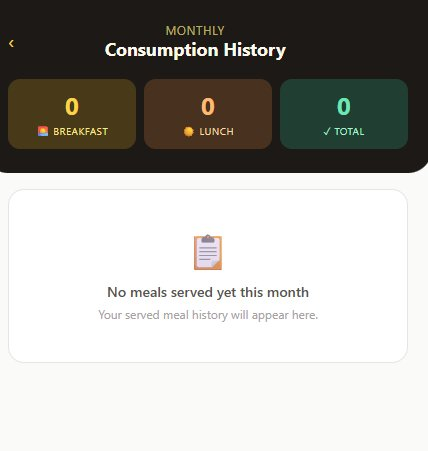 MONTHLY
‹
Consumption History
0
🌅 BREAKFAST
0
☀️ LUNCH
0
✓ TOTAL
No meals served yet this month
Your served meal history will appear here.